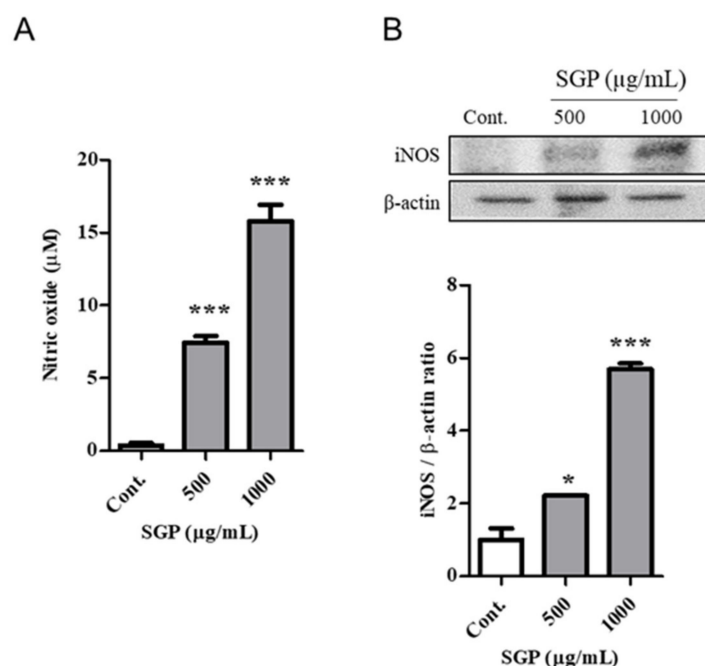 A
Nitric oxide (µM)
20
15
10
5
0
***
***
Cont.
500
1000
SGP (µg/mL)
B
SGP (µg/mL)
Cont.
500
1000
iNOS
β-actin
iNOS / β-actin ratio
8
6
4
2
0
*
***
Cont.
500
1000
SGP (µg/mL)